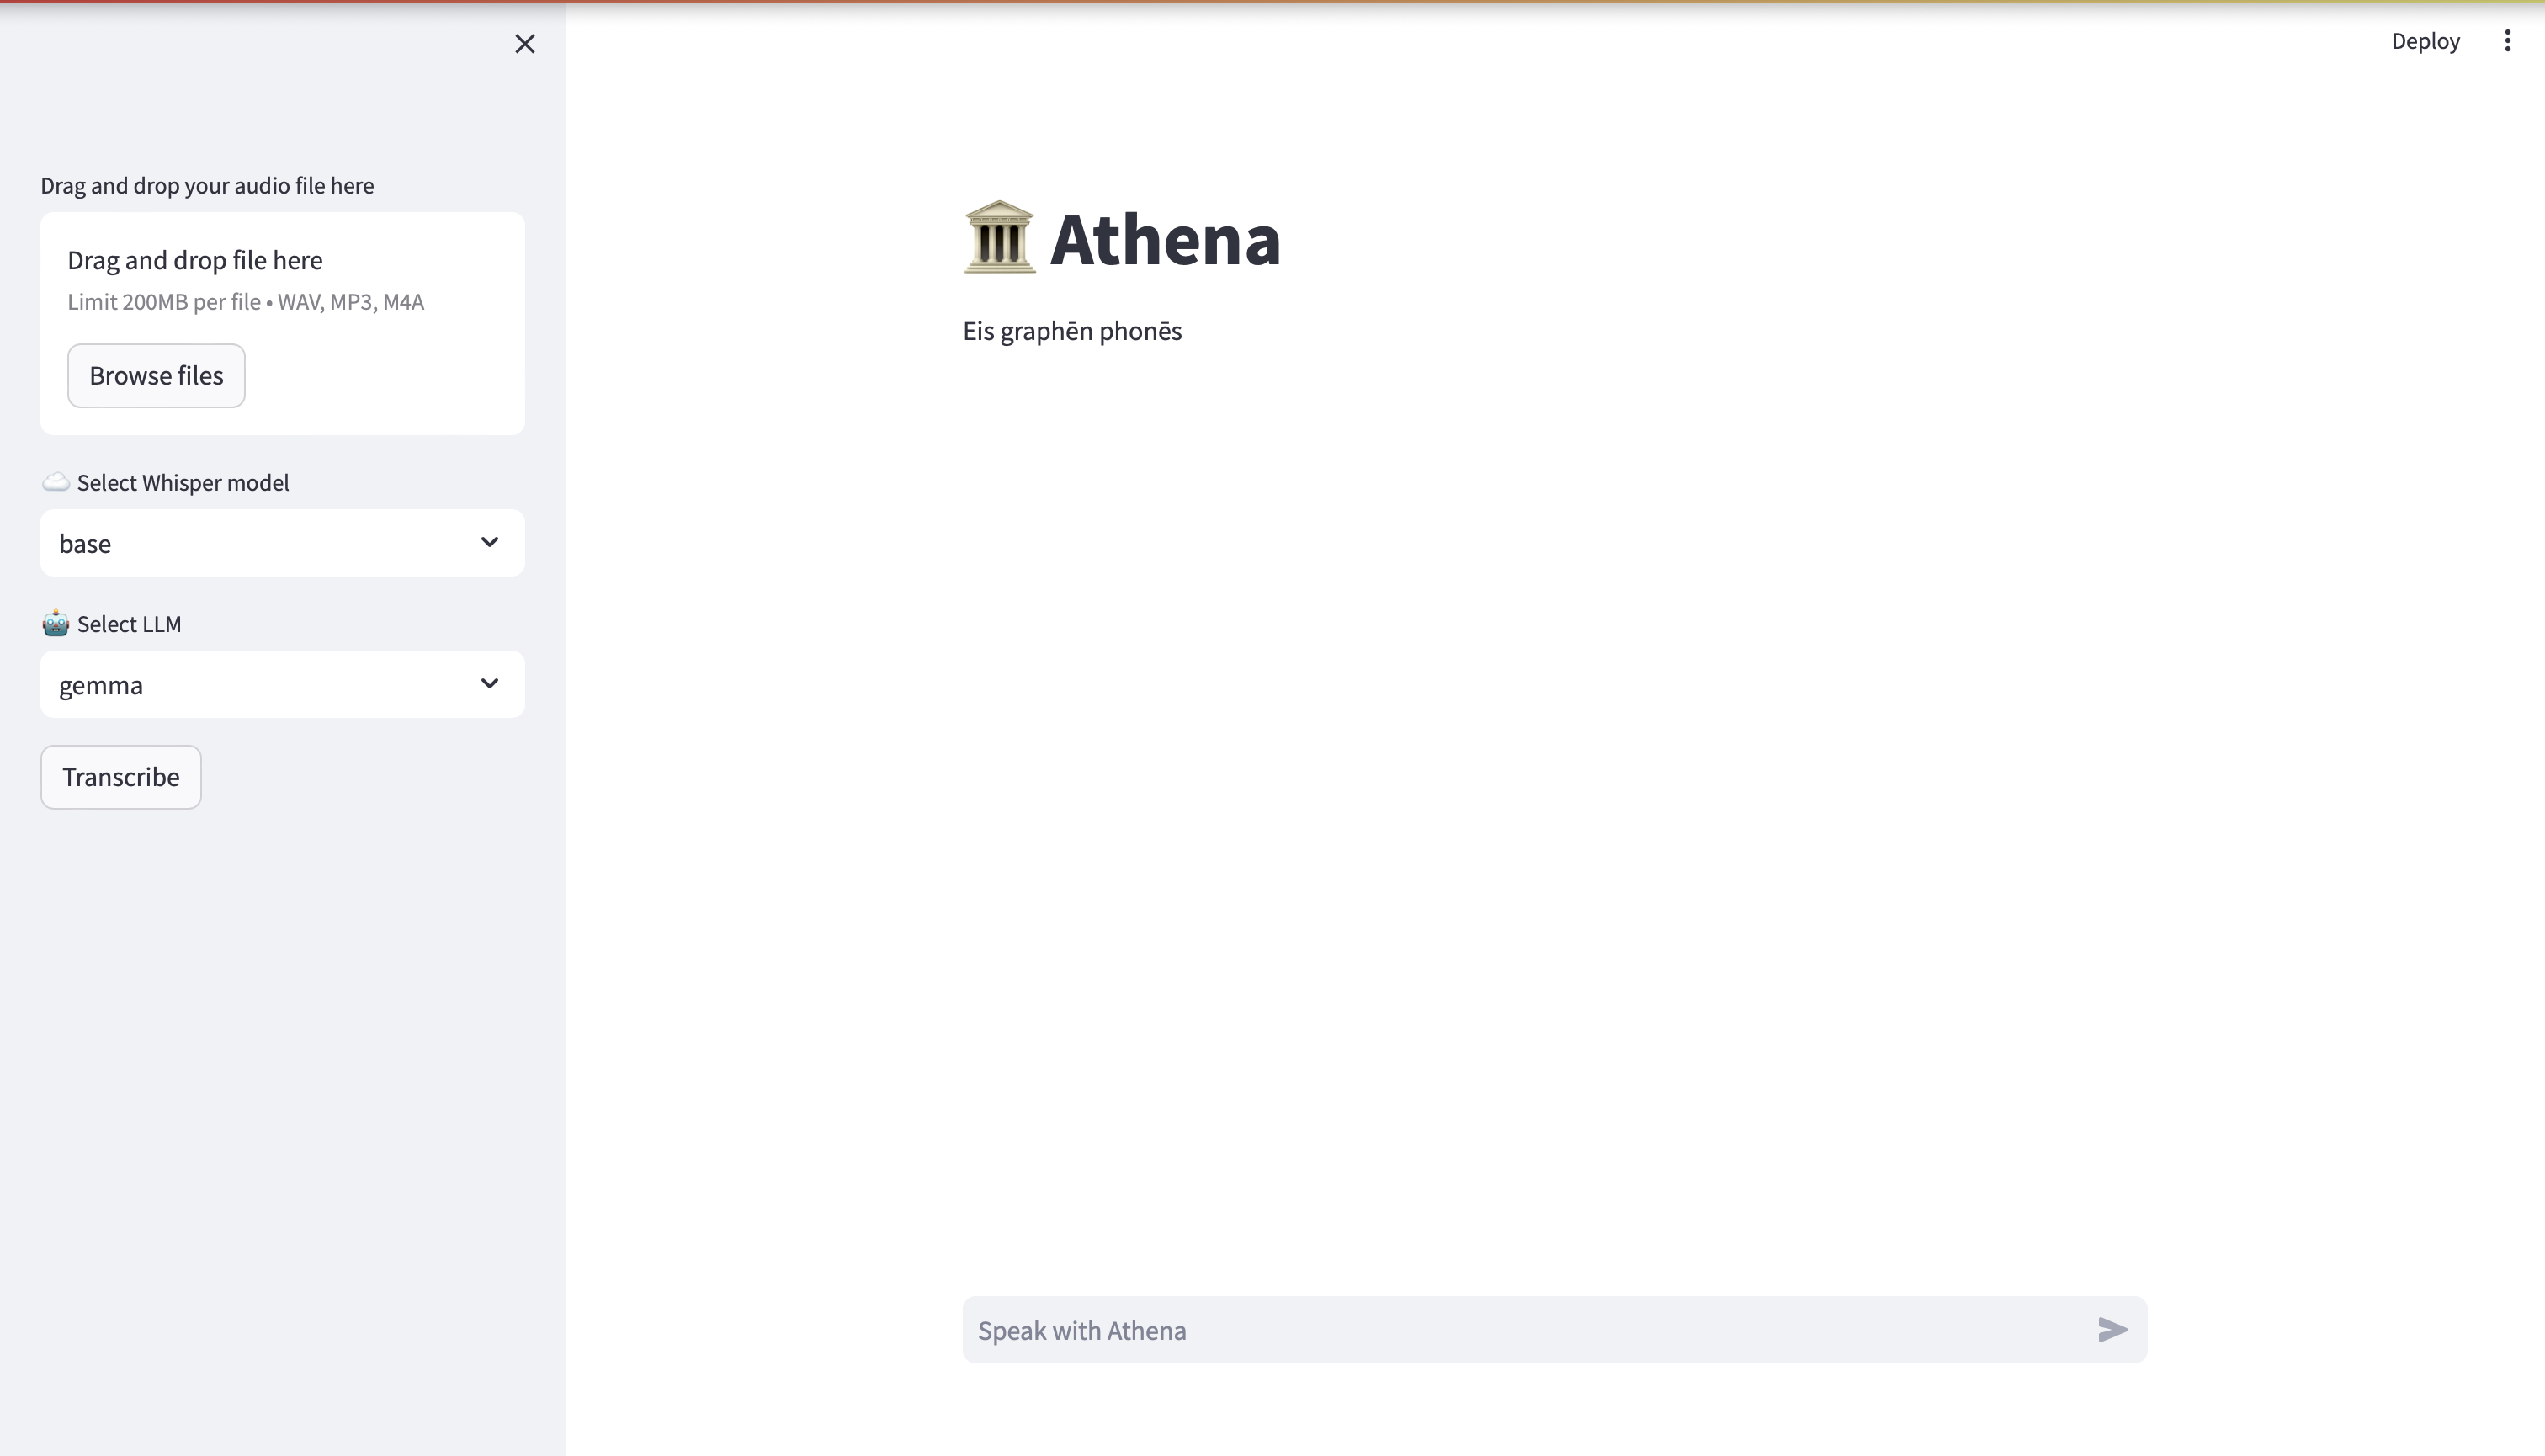 Deploy
Drag and drop your audio file here
Drag and drop file here
Limit 200MB per file • WAV, MP3, M4A
Browse files
☁️ Select Whisper model
base
🤖 Select LLM
gemma
Transcribe
🏛️ Athena
Eis graphēn phonēs
Speak with Athena